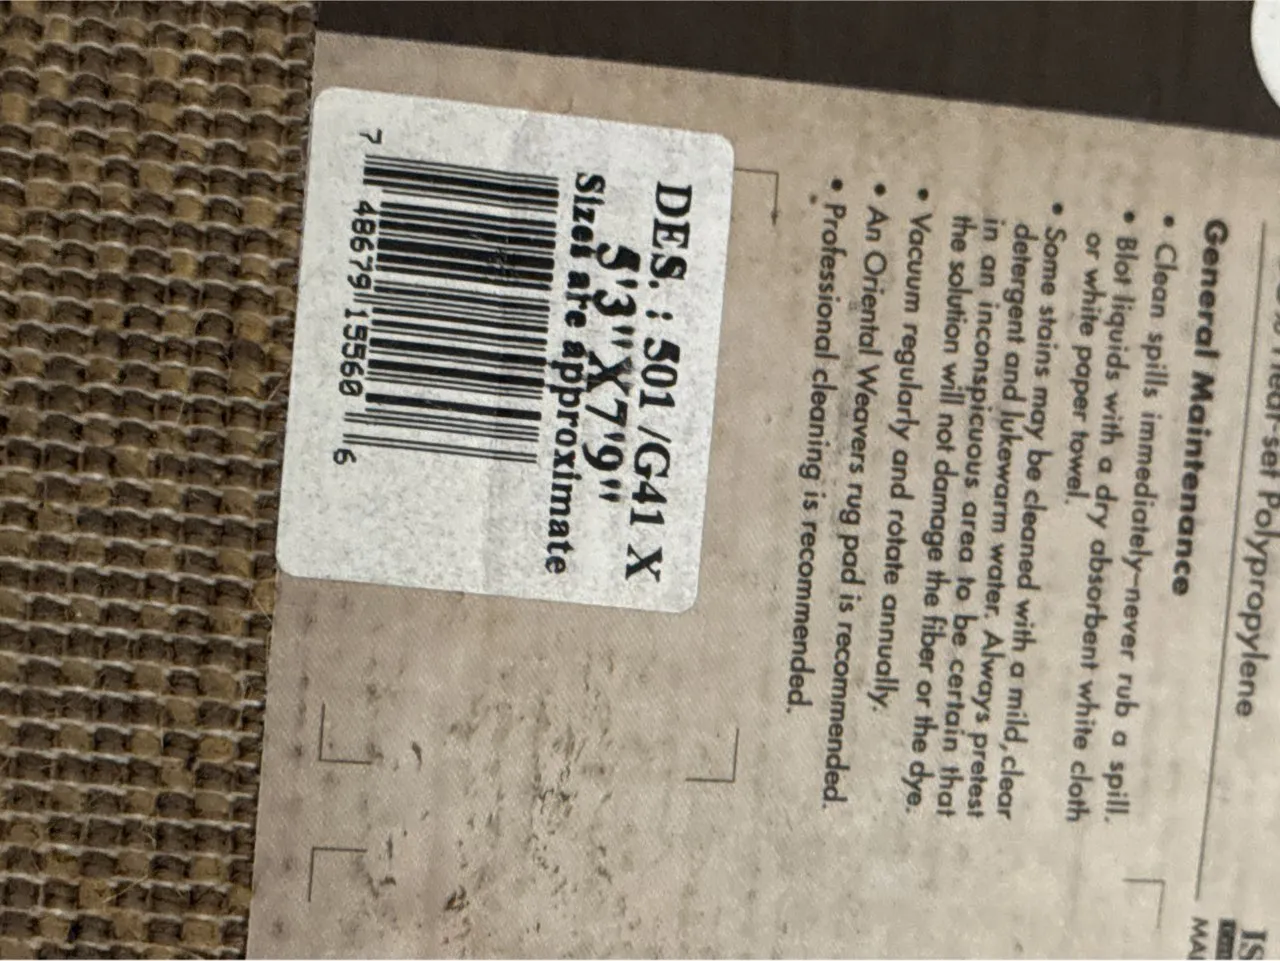 Heat-set Polypropylene
General Maintenance
• Clean spills immediately–never rub a spill.
• Blot liquids with a dry absorbent white cloth
or white paper towel.
• Some stains may be cleaned with a mild, clear
detergent and lukewarm water. Always pretest
in an inconspicuous area to be certain that
the solution will not damage the fiber or the dye.
• Vacuum regularly and rotate annually.
• An Oriental Weavers rug pad is recommended.
• Professional cleaning is recommended.
DES. : 501 /G41 X
5'3"X7'9"
Sizes are approximate
7 48679 15560 6